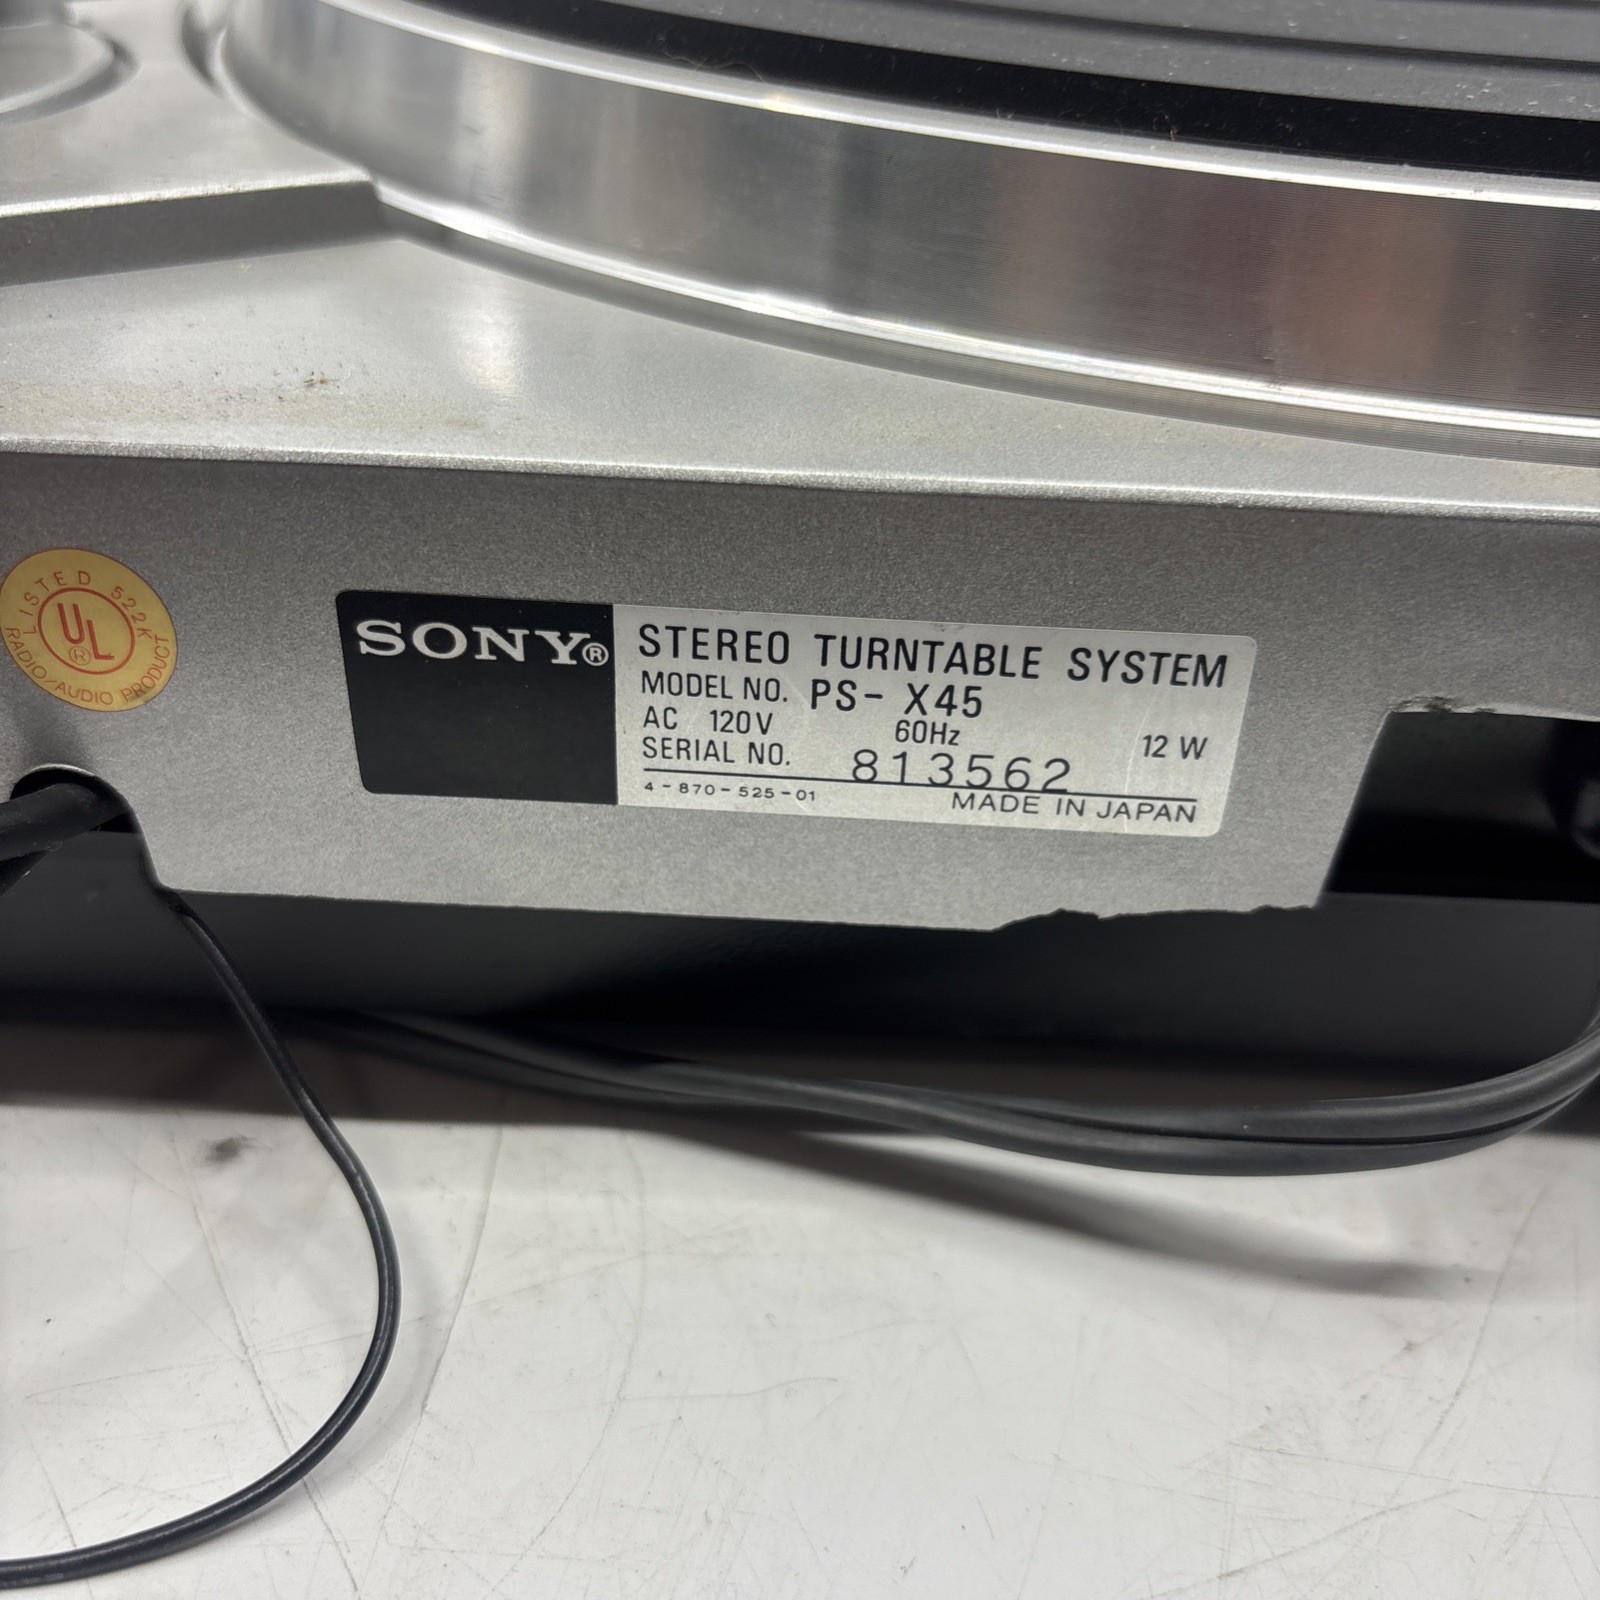 LISTED 522K
UL®
RADIO/AUDIO PRODUCT
SONY®
STEREO TURNTABLE SYSTEM
MODEL NO. PS- X45
AC 120V 60Hz 12 W
SERIAL NO. 813562
4-870-525-01 MADE IN JAPAN